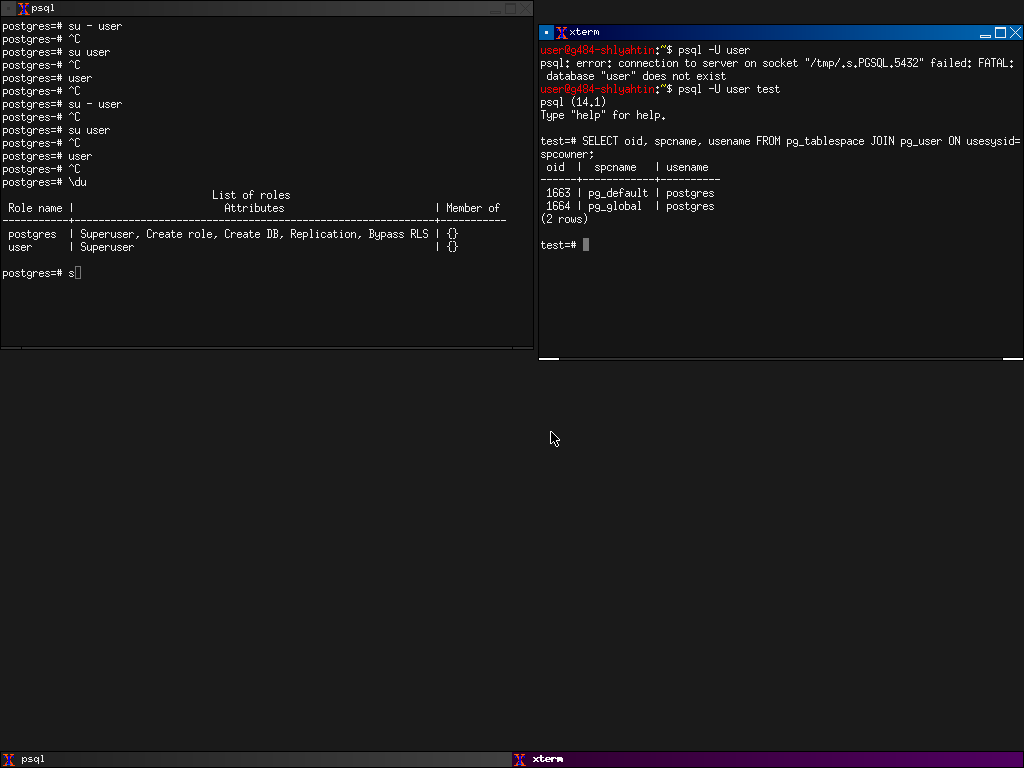 psql
postgres=# su - user
postgres-# ^C
postgres=# su user
postgres-# ^C
postgres=# user
postgres-# ^C
postgres=# su - user
postgres-# ^C
postgres=# su user
postgres-# ^C
postgres=# user
postgres-# ^C
postgres=# \du
List of roles
Role name | Attributes | Member of
-----------+------------------------------------------------------------+-----------
postgres | Superuser, Create role, Create DB, Replication, Bypass RLS | {}
user | Superuser | {}
postgres=# s
xterm
user@g484-shlyahtin:~$ psql -U user
psql: error: connection to server on socket "/tmp/.s.PGSQL.5432" failed: FATAL:
database "user" does not exist
user@g484-shlyahtin:~$ psql -U user test
psql (14.1)
Type "help" for help.
test=# SELECT oid, spcname, usename FROM pg_tablespace JOIN pg_user ON usesysid=
spcowner;
oid | spcname | usename
------+------------+----------
1663 | pg_default | postgres
1664 | pg_global | postgres
(2 rows)
test=#
psql
xterm